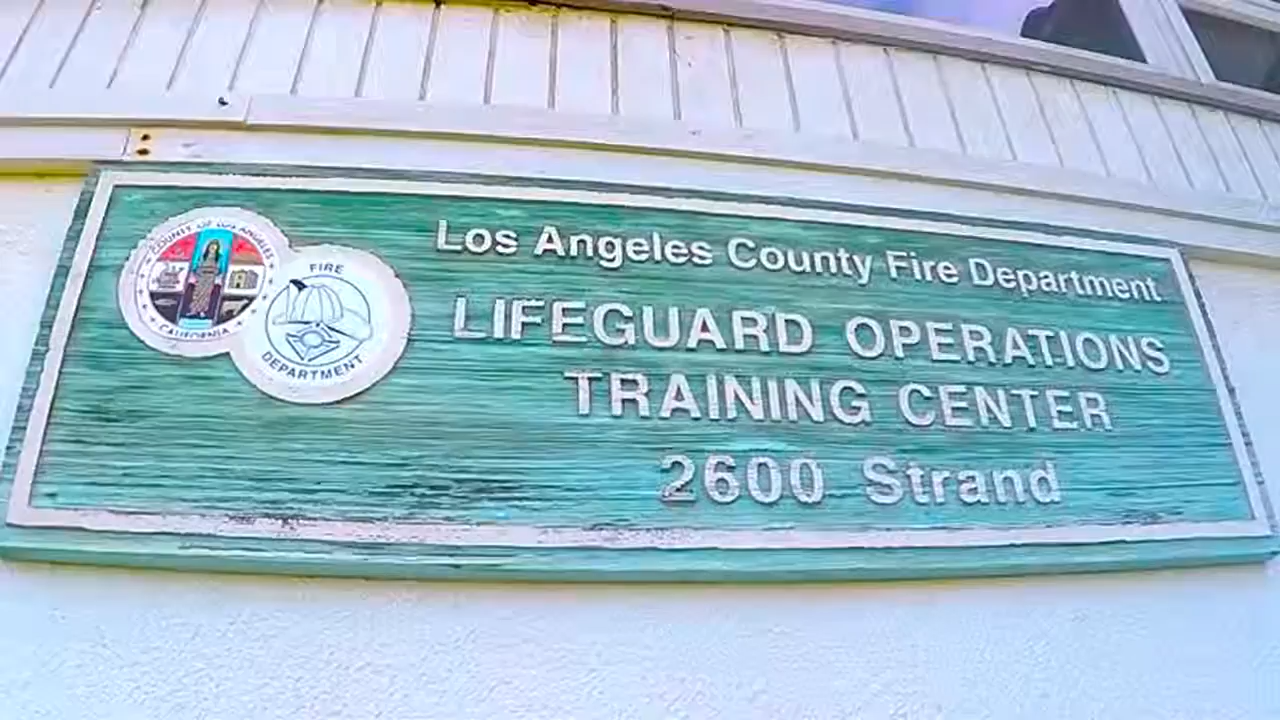 COUNTY OF LOS ANGELES
CALIFORNIA
FIRE
DEPARTMENT
Los Angeles County Fire Department
LIFEGUARD OPERATIONS
TRAINING CENTER
2600 Strand